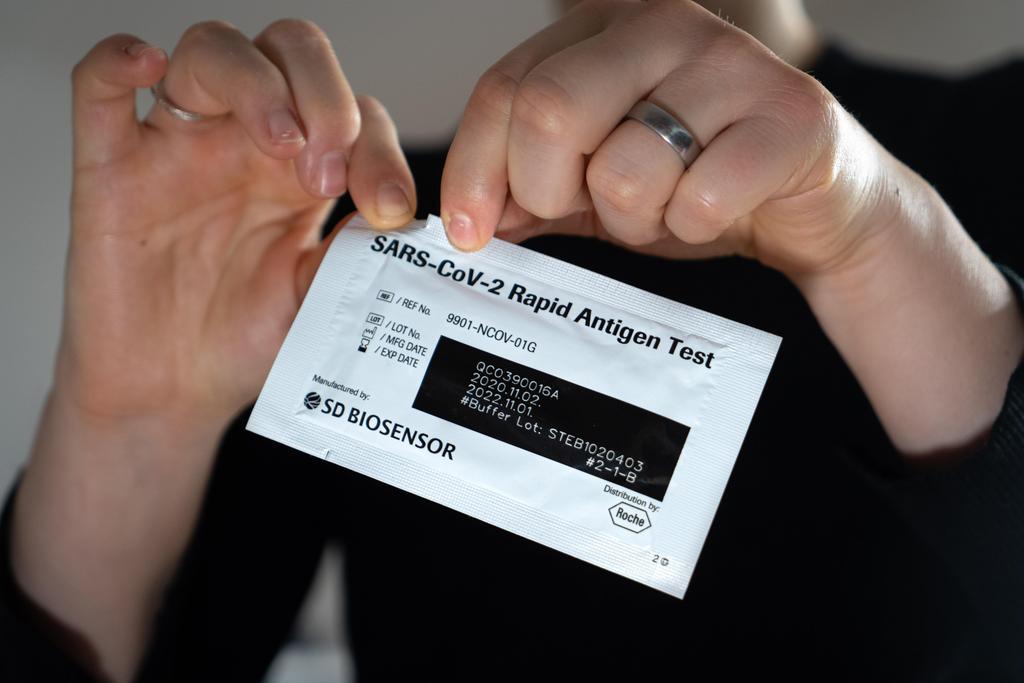 SARS-CoV-2 Rapid Antigen Test
REF / REF No. 9901-NCOV-01G
LOT / LOT No. QCO390016A
/ MFG DATE 2020.11.02.
/ EXP DATE 2022.11.01.
#Buffer Lot: STEB1020403
#2-1-B
Manufactured by:
SD BIOSENSOR
Distribution by:
Roche
2